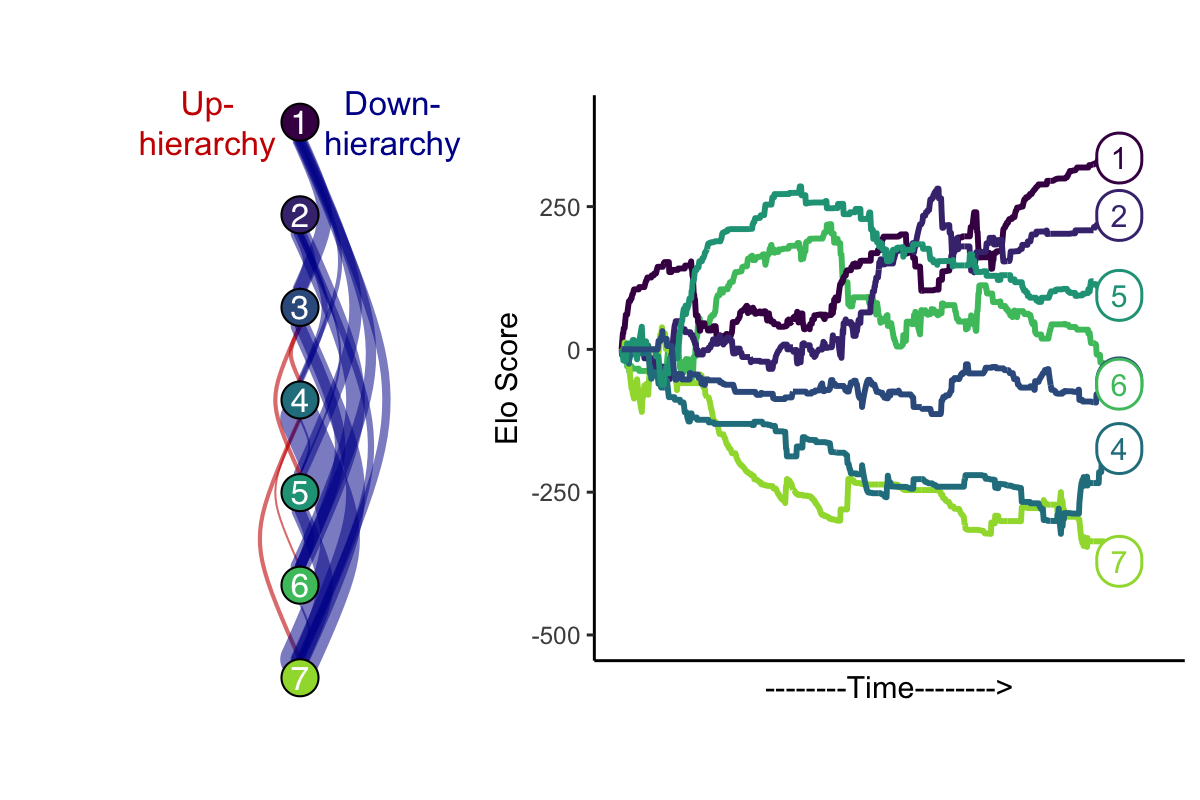 Up-
hierarchy
Down-
hierarchy
1
2
3
4
5
6
7
Elo Score
250
0
-250
-500
1
2
5
6
4
7
--------Time-------->